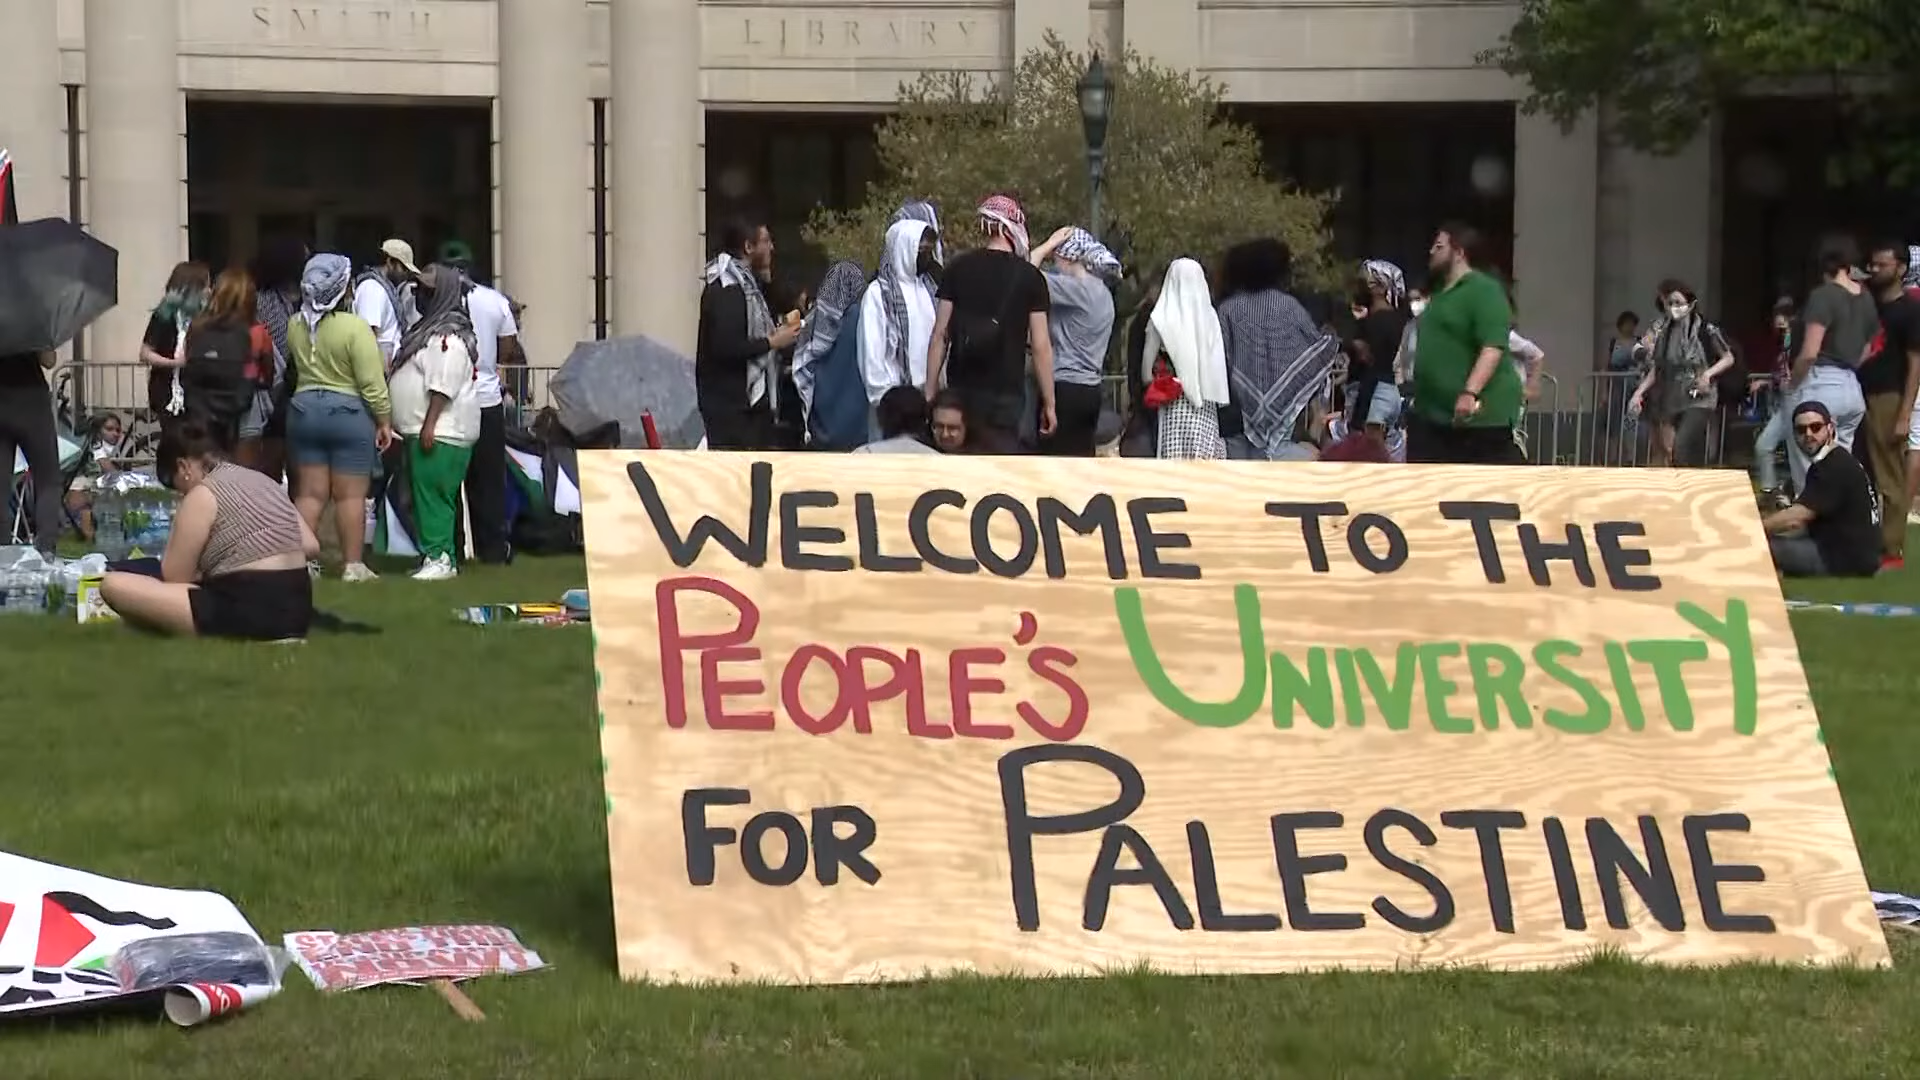 SMITH LIBRARY
WELCOME TO THE
PEOPLE'S UNIVERSITY
FOR PALESTINE